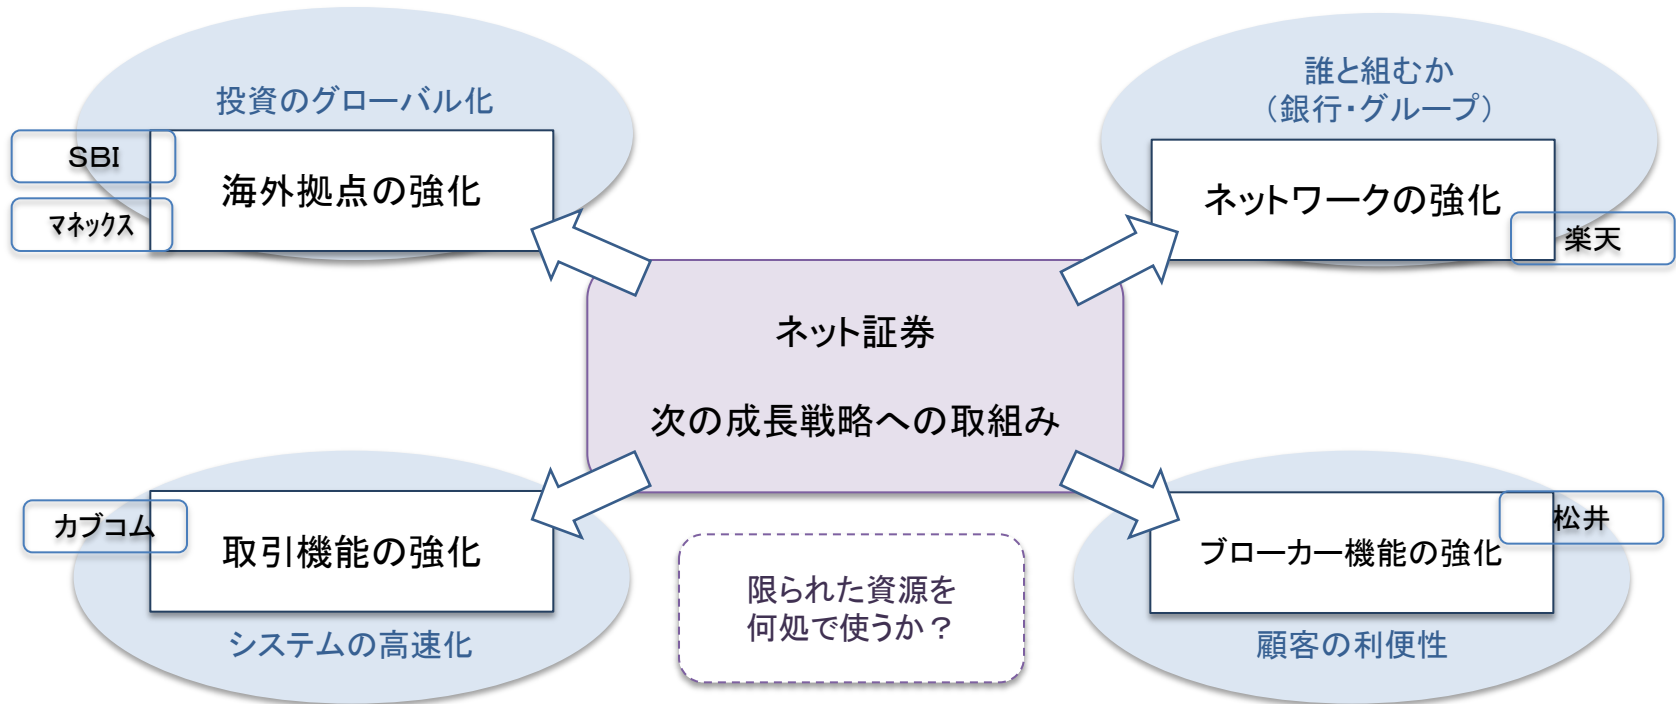 投資のグローバル化
SBI
海外拠点の強化
マネックス
誰と組むか
（銀行・グループ）
ネットワークの強化
楽天
ネット証券
次の成長戦略への取組み
カブコム
取引機能の強化
システムの高速化
限られた資源を
何処で使うか？
松井
ブローカー機能の強化
顧客の利便性